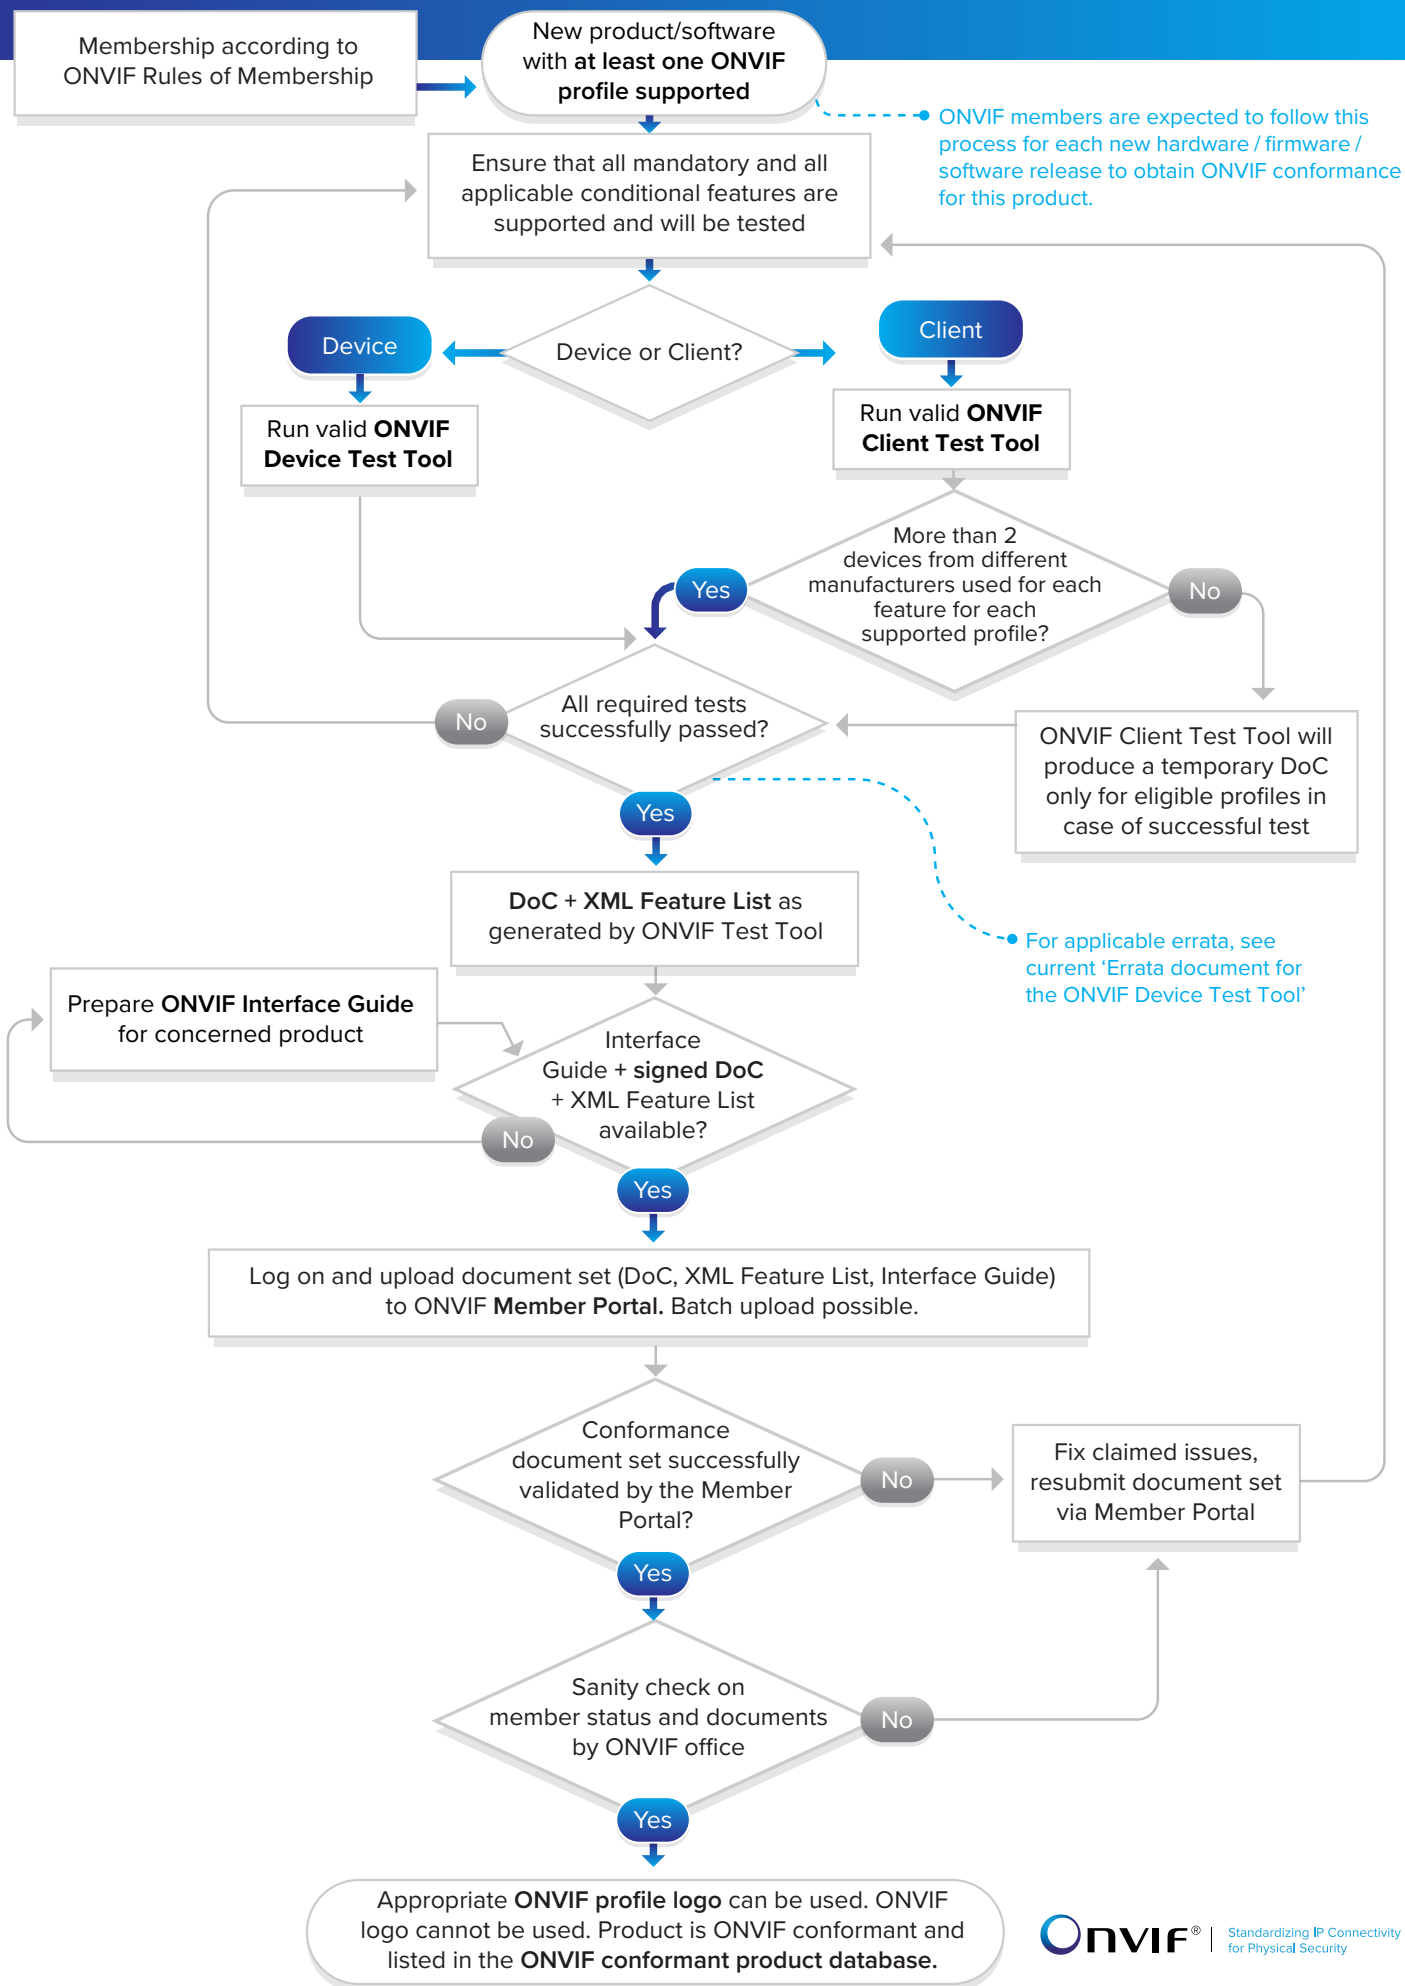 Membership according to
ONVIF Rules of Membership
New product/software
with at least one ONVIF
profile supported
ONVIF members are expected to follow this
process for each new hardware / firmware /
software release to obtain ONVIF conformance
for this product.
Ensure that all mandatory and all
applicable conditional features are
supported and will be tested
Device or Client?
Device
Client
Run valid ONVIF
Device Test Tool
Run valid ONVIF
Client Test Tool
More than 2
devices from different
manufacturers used for each
feature for each
supported profile?
Yes
No
All required tests
successfully passed?
No
Yes
ONVIF Client Test Tool will
produce a temporary DoC
only for eligible profiles in
case of successful test
DoC + XML Feature List as
generated by ONVIF Test Tool
For applicable errata, see
current ‘Errata document for
the ONVIF Device Test Tool’
Prepare ONVIF Interface Guide
for concerned product
Interface
Guide + signed DoC
+ XML Feature List
available?
No
Yes
Log on and upload document set (DoC, XML Feature List, Interface Guide)
to ONVIF Member Portal. Batch upload possible.
Conformance
document set successfully
validated by the Member
Portal?
No
Yes
Fix claimed issues,
resubmit document set
via Member Portal
Sanity check on
member status and documents
by ONVIF office
No
Yes
Appropriate ONVIF profile logo can be used. ONVIF
logo cannot be used. Product is ONVIF conformant and
listed in the ONVIF conformant product database.
ONVIF®
Standardizing IP Connectivity
for Physical Security